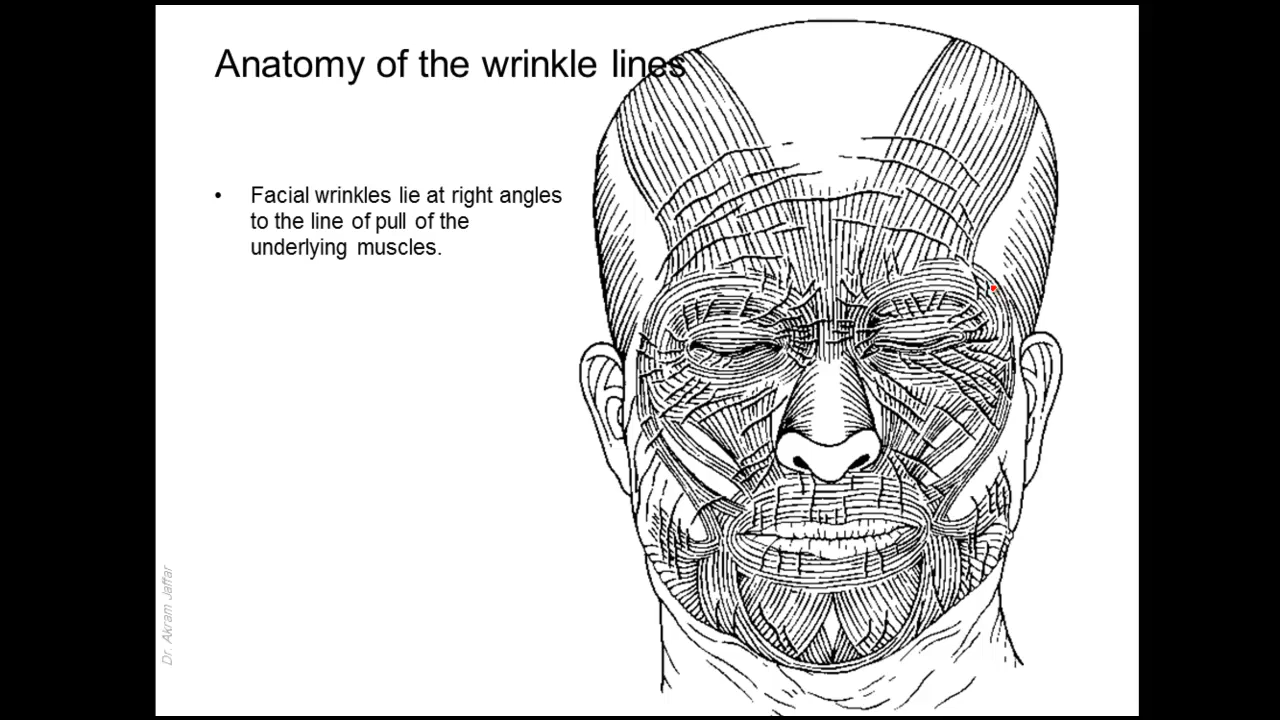 Anatomy of the wrinkle lines
• Facial wrinkles lie at right angles
to the line of pull of the
underlying muscles.
Dr. Akram Jaffar